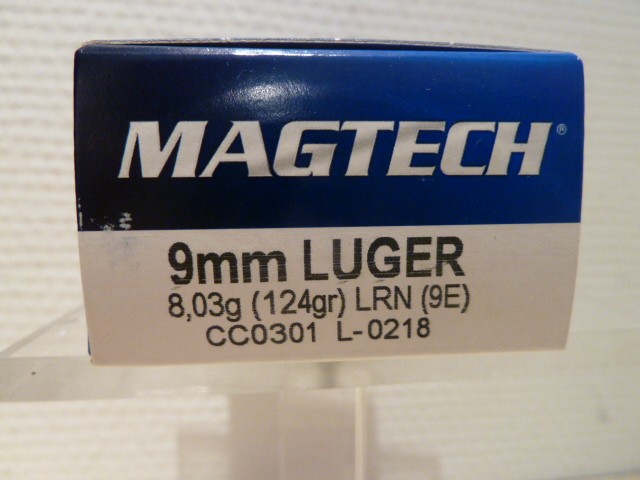 MAGTECH®
9mm LUGER
8,03g (124gr) LRN (9E)
CC0301 L-0218